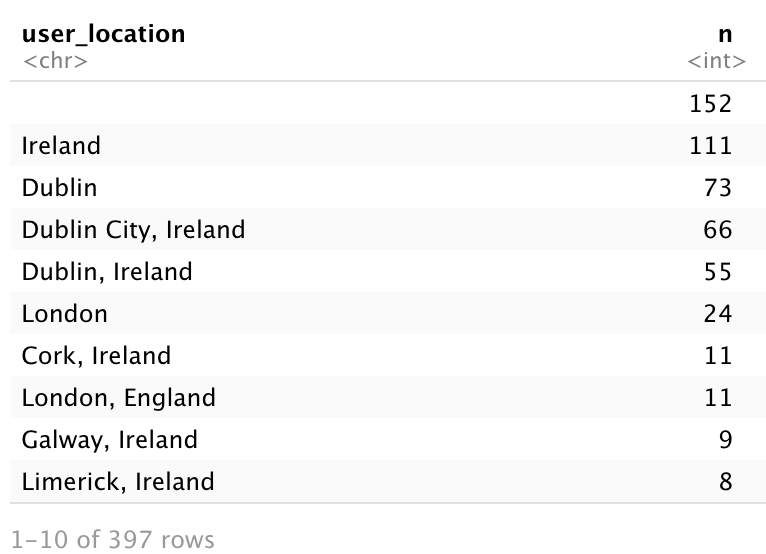 user_location n
<chr> <int>
152
Ireland 111
Dublin 73
Dublin City, Ireland 66
Dublin, Ireland 55
London 24
Cork, Ireland 11
London, England 11
Galway, Ireland 9
Limerick, Ireland 8
1–10 of 397 rows